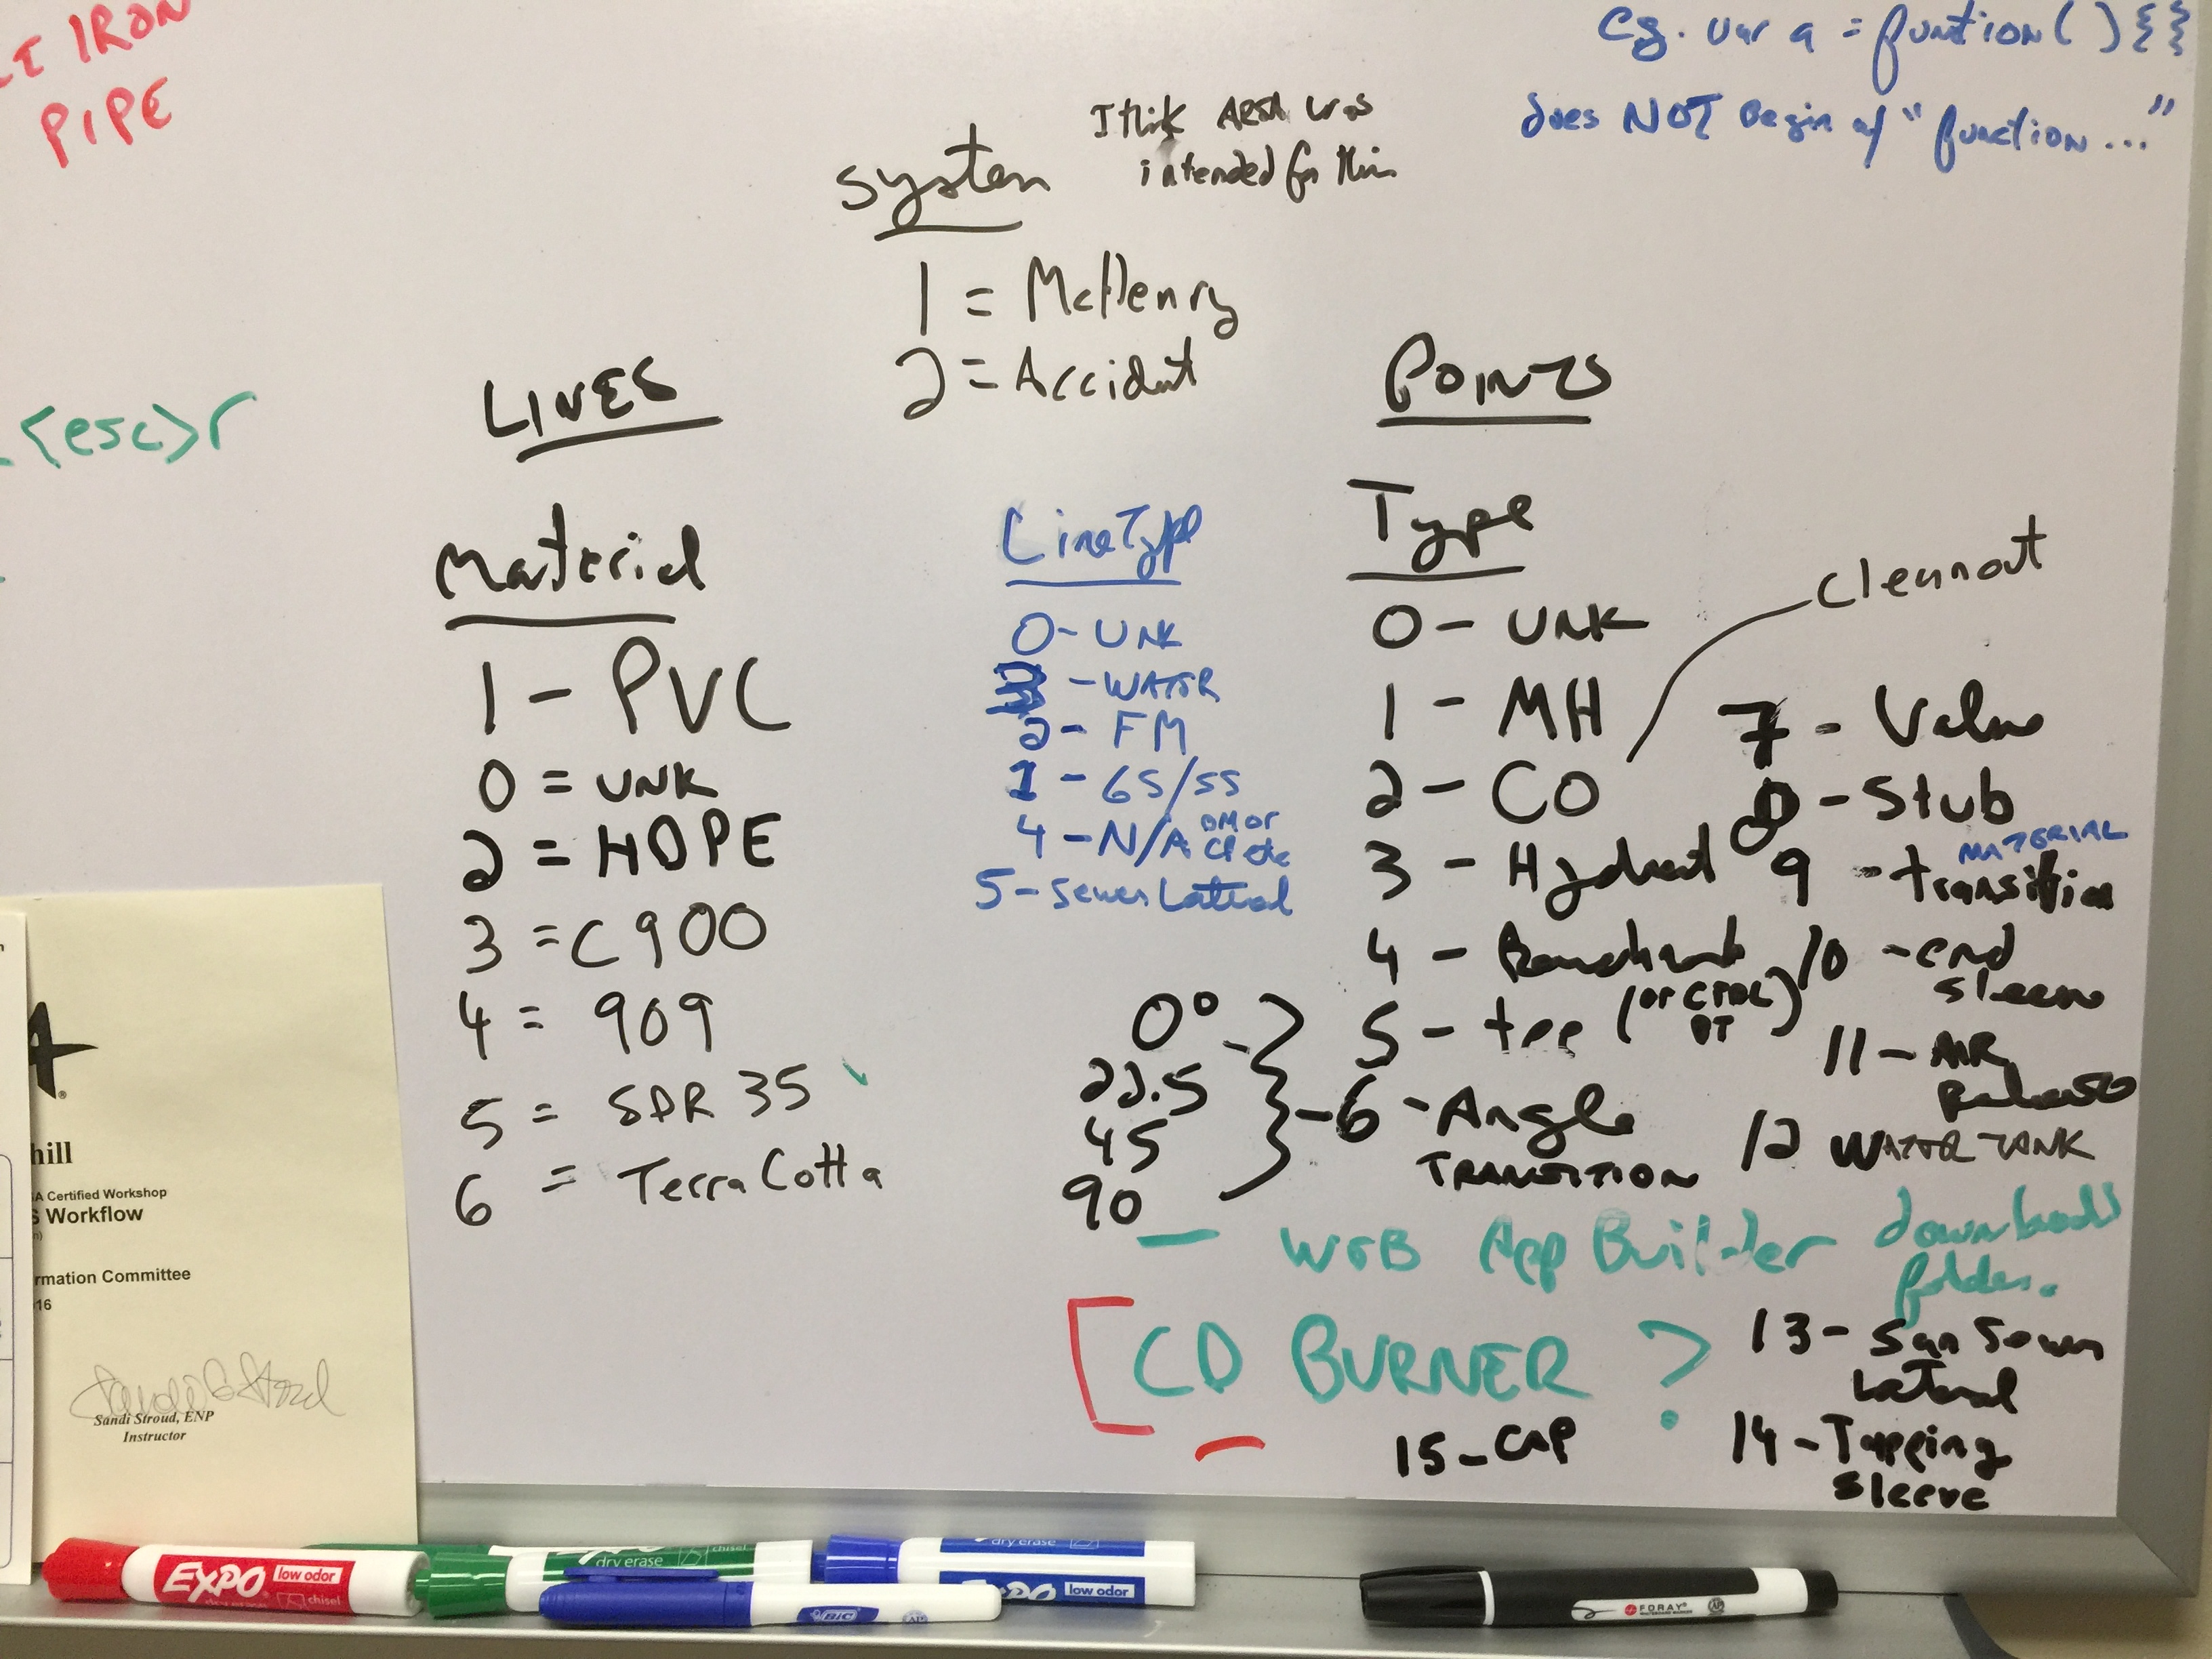 IRON
PIPE
eg. var a = function(){}
does NOT begin w/ "function..."
I think AREA was
intended for this
System
1 = McHenry
2 = Accident
<esc>r
LINES
Material
1 - PVC
0 = UNK
2 = HDPE
3 = C900
4 = 909
5 = SDR 35
6 = Terra Cotta
LineType
0 - UNK
- WATER
2 - FM
1 - GS/SS
4 - N/A DM or
CP etc
5 - Sewer Lateral
POINTS
Type
0 - UNK
1 - MH
2 - CO
cleanout
3 - Hydrant
4 - Benchmark
(or CTRL
PT)
5 - tee
0°
22.5
45
90
- 6 - Angle
TRANSITION
7 - Valve
8 - Stub
MATERIAL
9 - transition
10 - end
sleeve
11 - AIR
Release
12 WATER TANK
- WEB App Builder downloads
folder.
[CD BURNER ?
13 - San Sewer
Lateral
14 - Tapping
Sleeve
15 - CAP
hill
A Certified Workshop
S Workflow
rmation Committee
16
Sandi Stroud, ENP
Instructor
EXPO
low odor
chisel
dry erase
chisel
dry erase
low odor
BIC
FORAY